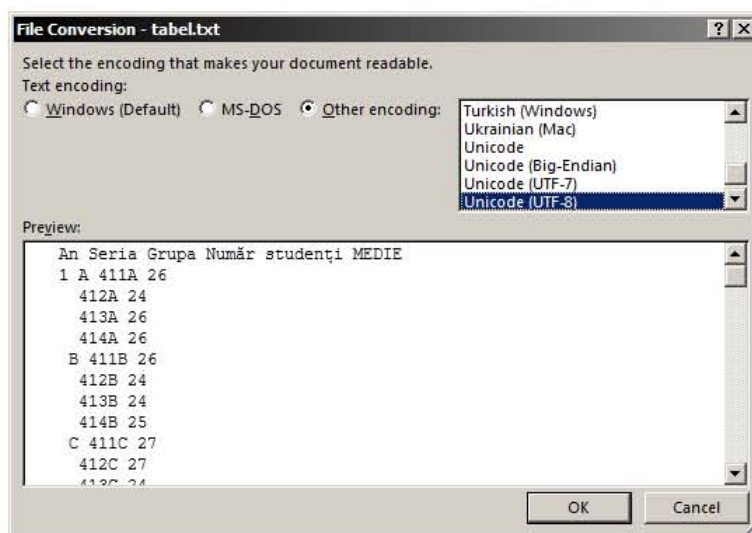 File Conversion - tabel.txt
Select the encoding that makes your document readable.
Text encoding:
Windows (Default) MS-DOS Other encoding:
Turkish (Windows)
Ukrainian (Mac)
Unicode
Unicode (Big-Endian)
Unicode (UTF-7)
Unicode (UTF-8)
Preview:
An Seria Grupa Număr studenți MEDIE
1 A 411A 26
412A 24
413A 26
414A 26
B 411B 26
412B 24
413B 24
414B 25
C 411C 27
412C 27
413C 24
OK Cancel